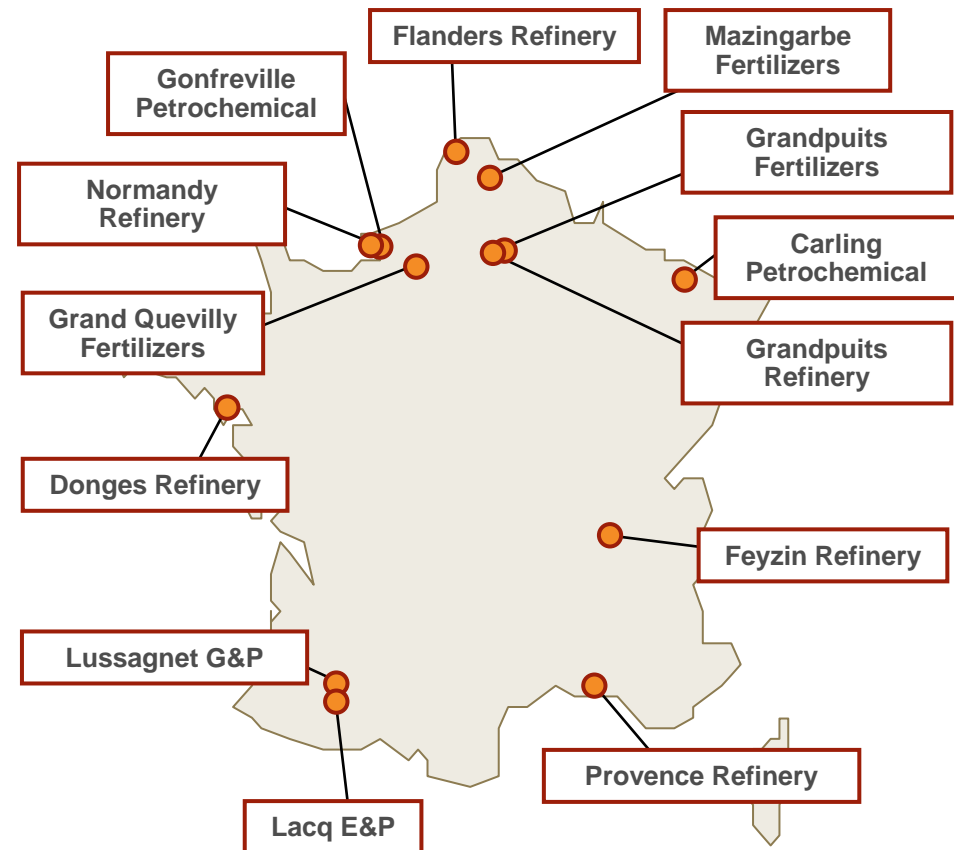 Flanders Refinery
Mazingarbe
Fertilizers
Gonfreville
Petrochemical
Grandpuits
Fertilizers
Normandy
Refinery
Carling
Petrochemical
Grand Quevilly
Fertilizers
Grandpuits
Refinery
Donges Refinery
Feyzin Refinery
Lussagnet G&P
Provence Refinery
Lacq E&P